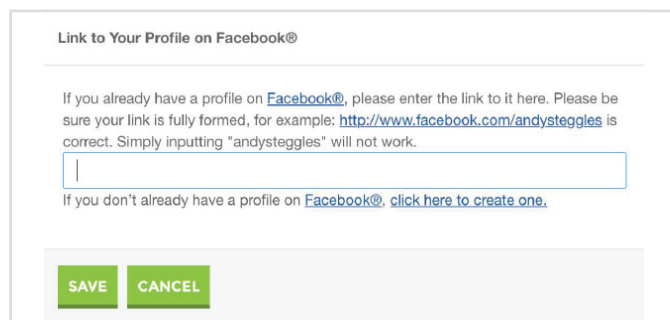 Link to Your Profile on Facebook®
If you already have a profile on Facebook®, please enter the link to it here. Please be
sure your link is fully formed, for example: http://www.facebook.com/andysteggles is
correct. Simply inputting "andysteggles" will not work.
If you don't already have a profile on Facebook®, click here to create one.
SAVE CANCEL